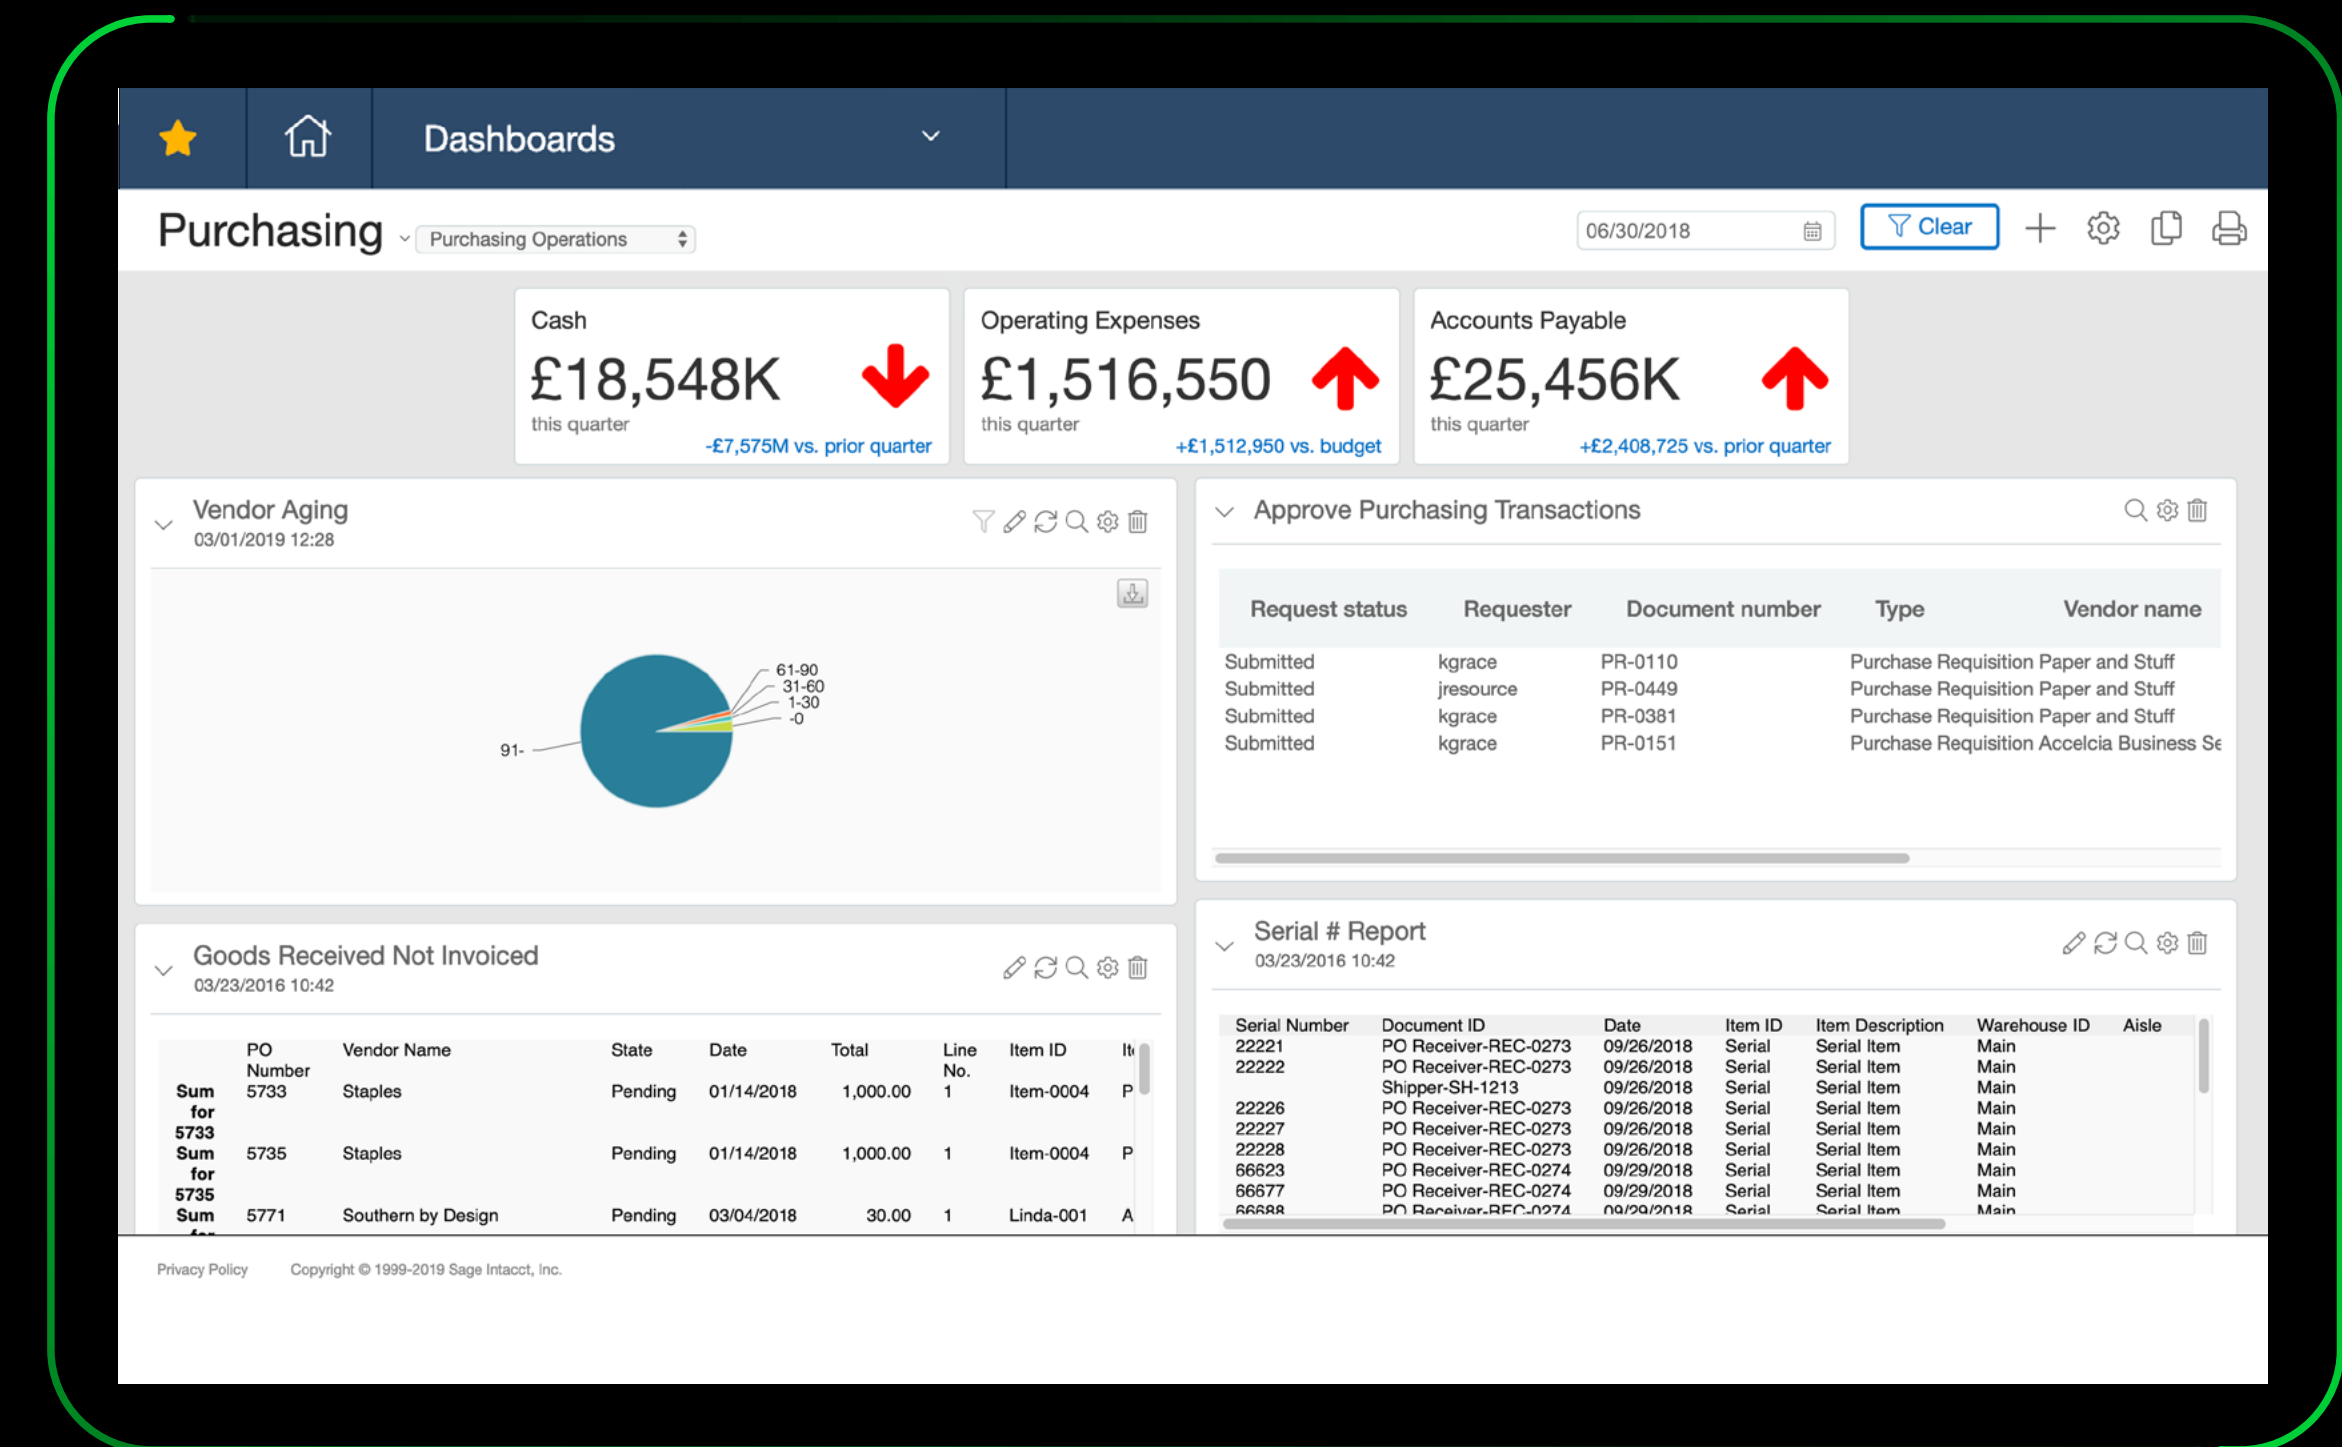 Dashboards
Purchasing
Purchasing Operations
06/30/2018
Clear
Cash
£18,548K
this quarter
-£7,575M vs. prior quarter
Operating Expenses
£1,516,550
this quarter
+£1,512,950 vs. budget
Accounts Payable
£25,456K
this quarter
+£2,408,725 vs. prior quarter
Vendor Aging
03/01/2019 12:28
61-90
31-60
1-30
-0
91-
Approve Purchasing Transactions
Request status Requester Document number Type Vendor name
Submitted kgrace PR-0110 Purchase Requisition Paper and Stuff
Submitted jresource PR-0449 Purchase Requisition Paper and Stuff
Submitted kgrace PR-0381 Purchase Requisition Paper and Stuff
Submitted kgrace PR-0151 Purchase Requisition Accelcia Business Se
Goods Received Not Invoiced
03/23/2016 10:42
PO Vendor Name State Date Total Line Item ID It
Number No.
Sum 5733 Staples Pending 01/14/2018 1,000.00 1 Item-0004 P
for
5733
Sum 5735 Staples Pending 01/14/2018 1,000.00 1 Item-0004 P
for
5735
Sum 5771 Southern by Design Pending 03/04/2018 30.00 1 Linda-001 A
for
Serial # Report
03/23/2016 10:42
Serial Number Document ID Date Item ID Item Description Warehouse ID Aisle
22221 PO Receiver-REC-0273 09/26/2018 Serial Serial Item Main
22222 PO Receiver-REC-0273 09/26/2018 Serial Serial Item Main
Shipper-SH-1213 09/26/2018 Serial Serial Item Main
22226 PO Receiver-REC-0273 09/26/2018 Serial Serial Item Main
22227 PO Receiver-REC-0273 09/26/2018 Serial Serial Item Main
22228 PO Receiver-REC-0273 09/26/2018 Serial Serial Item Main
66623 PO Receiver-REC-0274 09/29/2018 Serial Serial Item Main
66677 PO Receiver-REC-0274 09/29/2018 Serial Serial Item Main
66688 PO Receiver-REC-0274 09/29/2018 Serial Serial Item Main
Privacy Policy Copyright © 1999-2019 Sage Intacct, Inc.